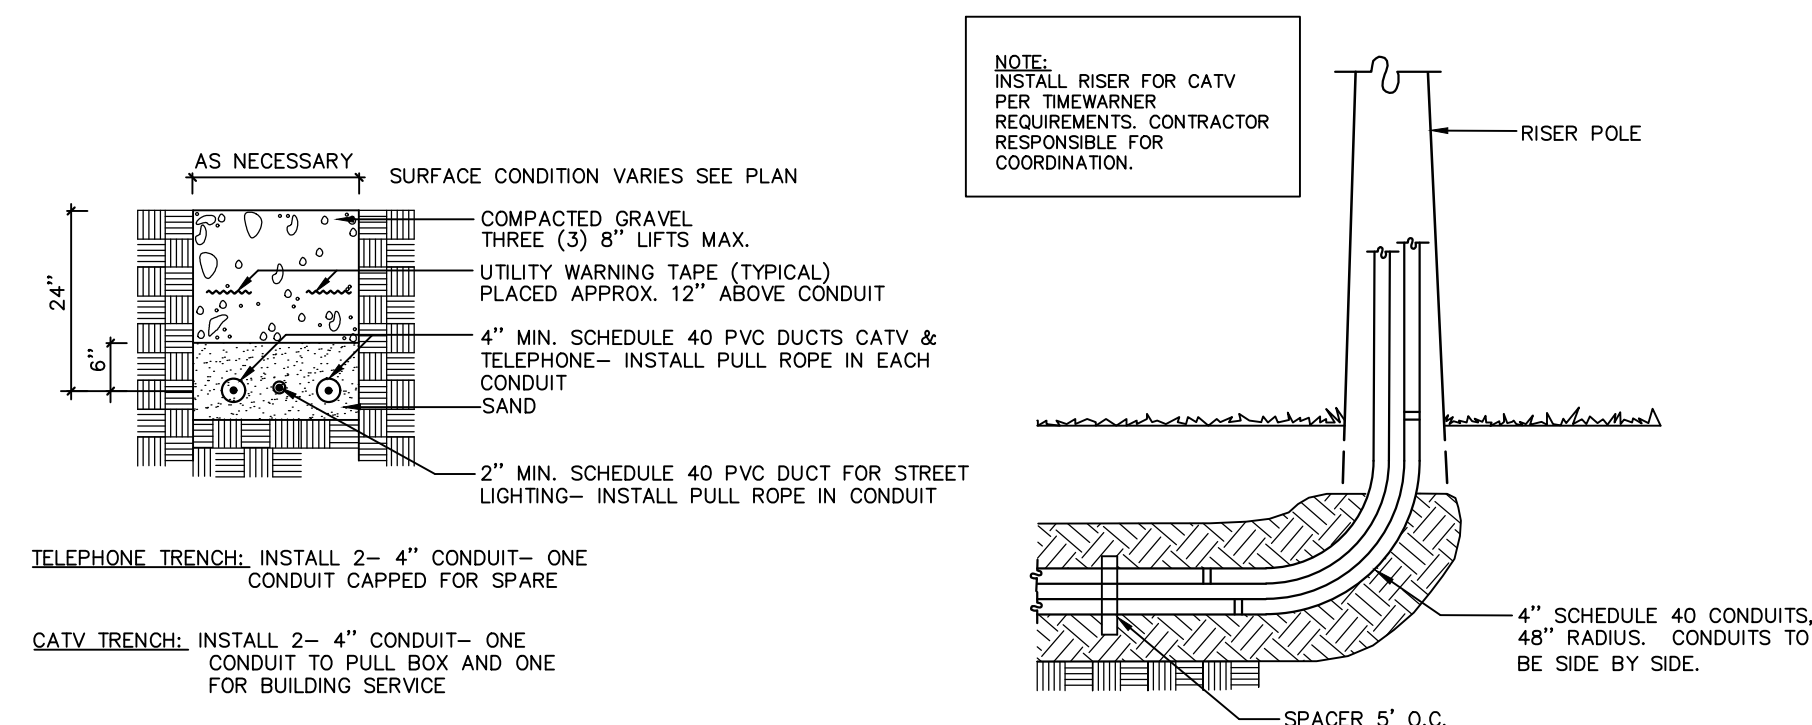 AS NECESSARY
SURFACE CONDITION VARIES SEE PLAN
COMPACTED GRAVEL
THREE (3) 8" LIFTS MAX.
UTILITY WARNING TAPE (TYPICAL)
PLACED APPROX. 12" ABOVE CONDUIT
24"
6"
4" MIN. SCHEDULE 40 PVC DUCTS CATV &
TELEPHONE– INSTALL PULL ROPE IN EACH
CONDUIT
SAND
2" MIN. SCHEDULE 40 PVC DUCT FOR STREET
LIGHTING– INSTALL PULL ROPE IN CONDUIT
TELEPHONE TRENCH: INSTALL 2– 4" CONDUIT– ONE
CONDUIT CAPPED FOR SPARE
CATV TRENCH: INSTALL 2– 4" CONDUIT– ONE
CONDUIT TO PULL BOX AND ONE
FOR BUILDING SERVICE
NOTE:
INSTALL RISER FOR CATV
PER TIMEWARNER
REQUIREMENTS. CONTRACTOR
RESPONSIBLE FOR
COORDINATION.
RISER POLE
4" SCHEDULE 40 CONDUITS,
48" RADIUS. CONDUITS TO
BE SIDE BY SIDE.
SPACER 5' O.C.